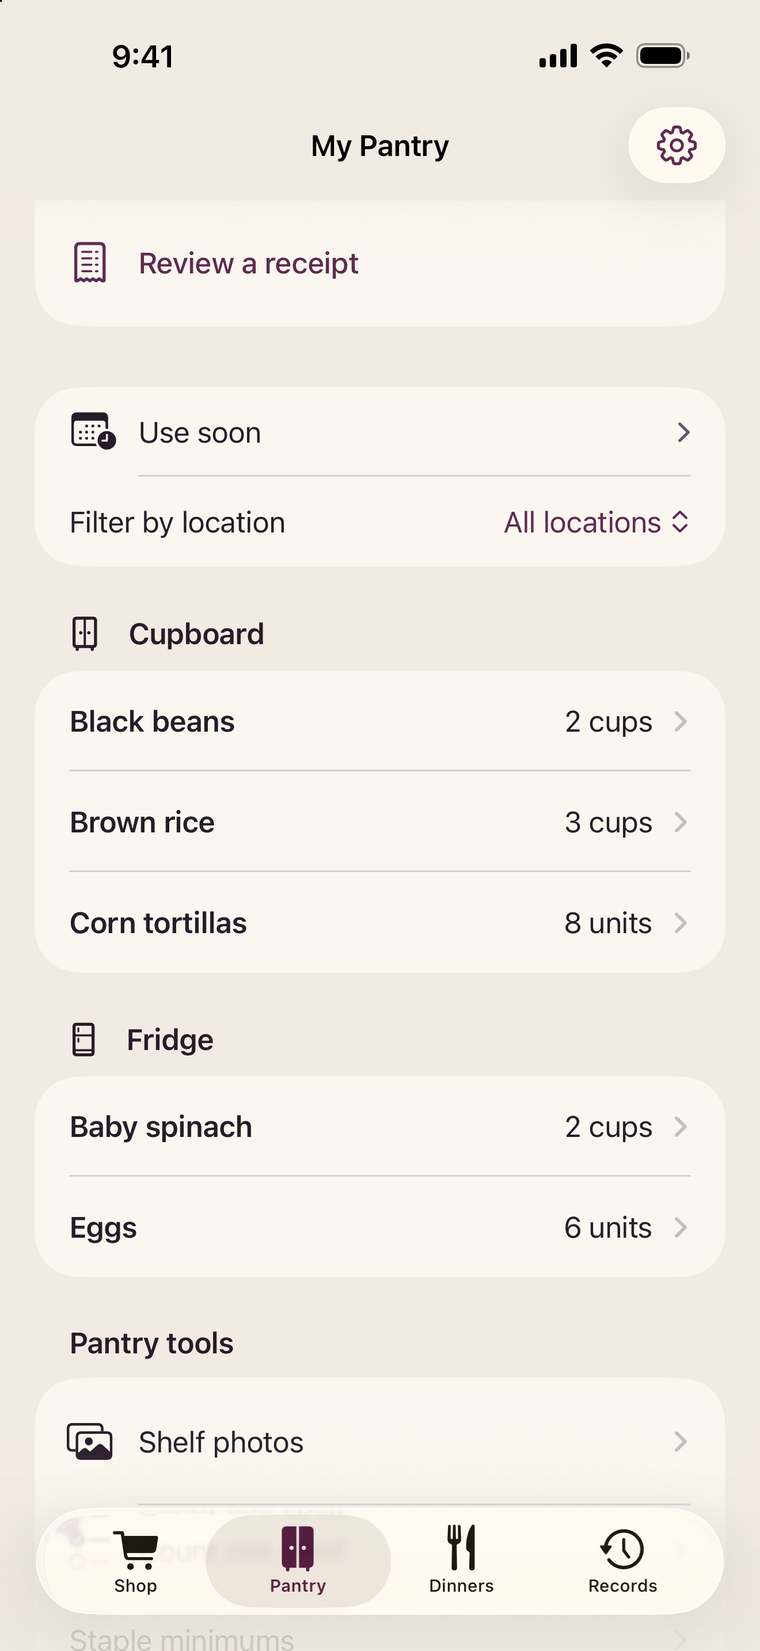 9:41
My Pantry
Review a receipt
Use soon
Filter by location
All locations
Cupboard
Black beans
2 cups
Brown rice
3 cups
Corn tortillas
8 units
Fridge
Baby spinach
2 cups
Eggs
6 units
Pantry tools
Shelf photos
Shop
Pantry
Dinners
Records
Staple minimums